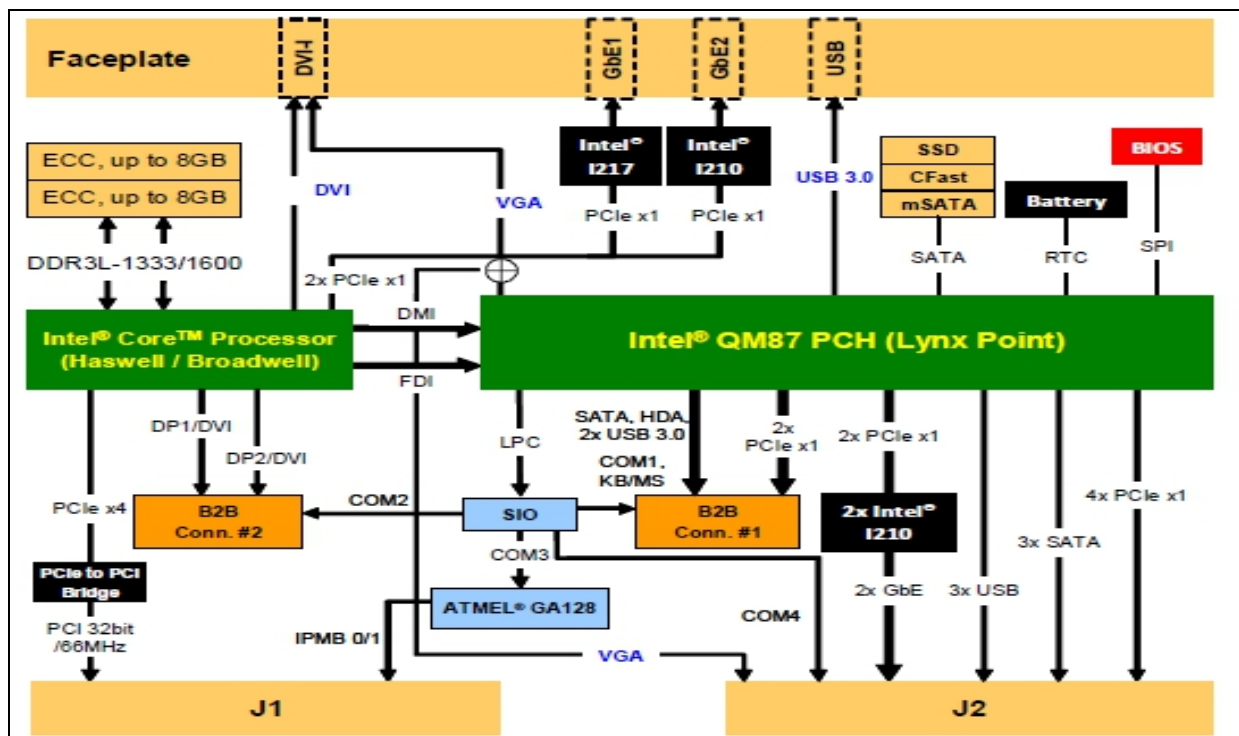 Faceplate
DVI-I
GbE1
GbE2
USB
ECC, up to 8GB
ECC, up to 8GB
DVI
VGA
Intel® I217
Intel® I210
USB 3.0
SSD
CFast
mSATA
Battery
BIOS
PCIe x1
PCIe x1
SATA
RTC
SPI
DDR3L-1333/1600
2x PCIe x1
DMI
FDI
Intel® Core™ Processor
(Haswell / Broadwell)
Intel® QM87 PCH (Lynx Point)
DP1/DVI
DP2/DVI
LPC
SATA, HDA,
2x USB 3.0
2x
PCIe x1
2x PCIe x1
COM1,
KB/MS
PCIe x4
B2B
Conn. #2
COM2
SIO
B2B
Conn. #1
2x Intel®
I210
4x PCIe x1
3x SATA
COM3
PCIe to PCI
Bridge
ATMEL® GA128
2x GbE
3x USB
COM4
PCI 32bit
/66MHz
IPMB 0/1
VGA
J1
J2